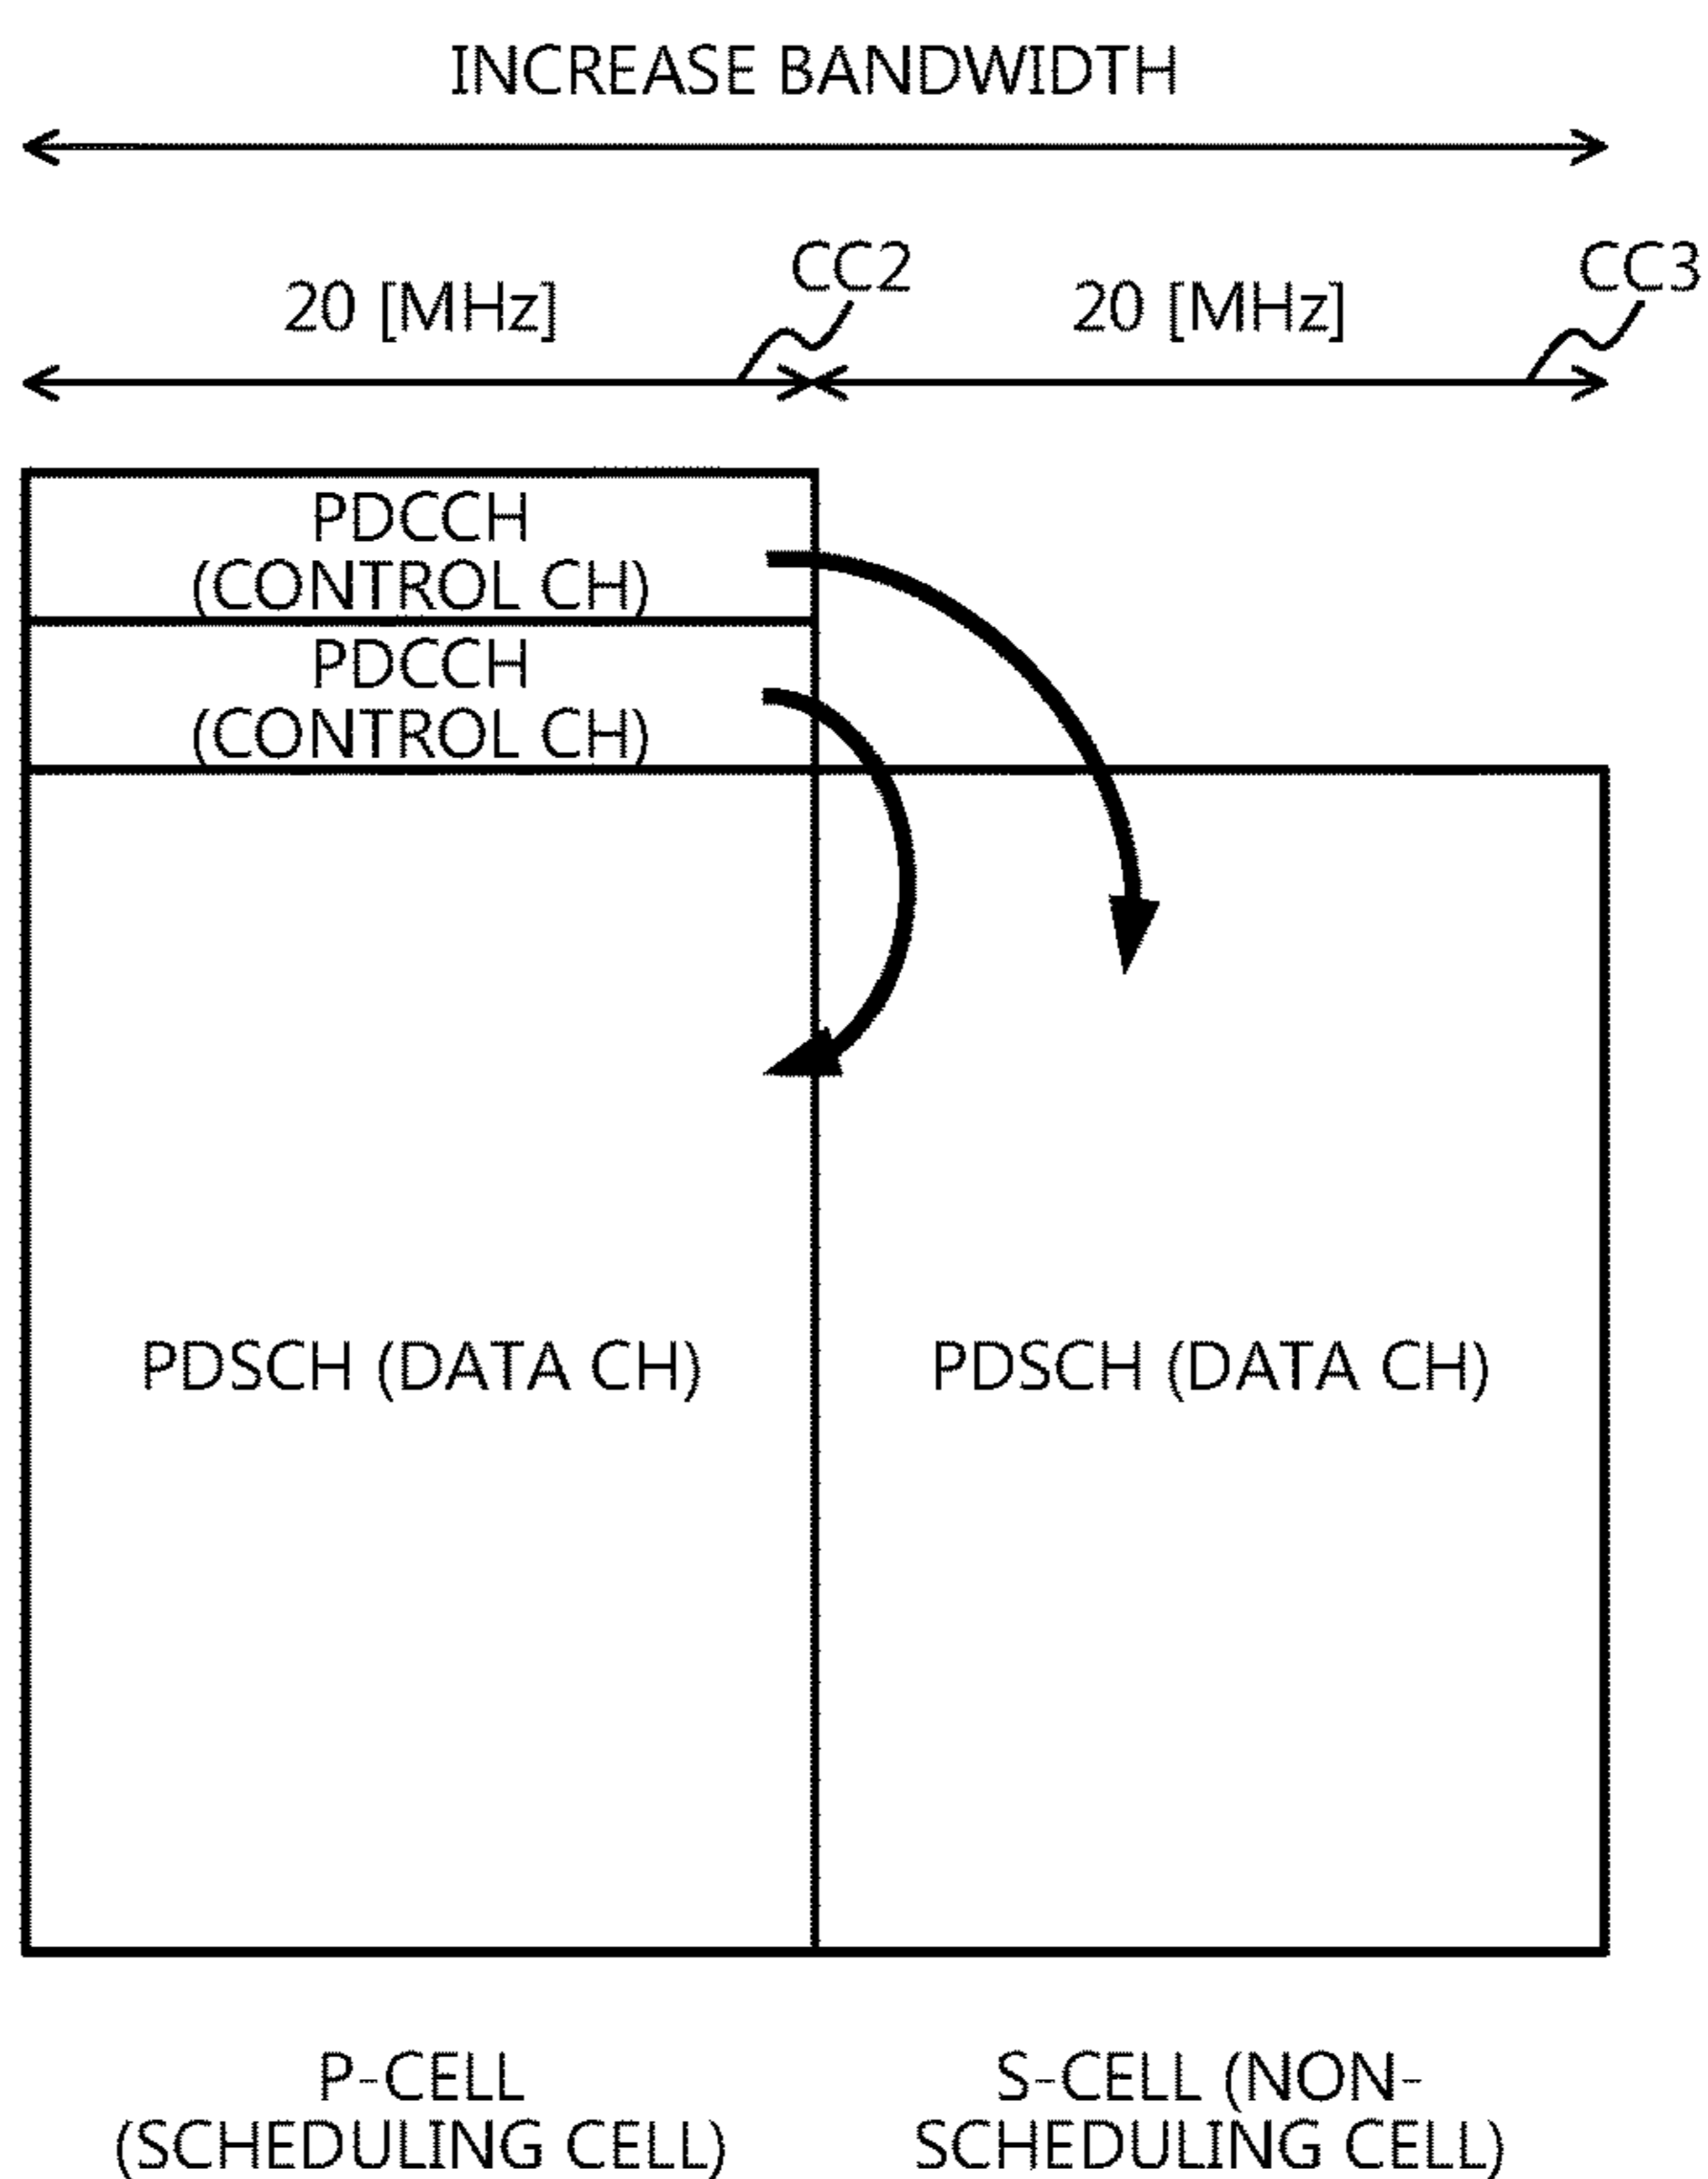 INCREASE BANDWIDTH
CC2
CC3
20 [MHz]
20 [MHz]
PDCCH
(CONTROL CH)
PDCCH
(CONTROL CH)
PDSCH (DATA CH)
PDSCH (DATA CH)
P-CELL
(SCHEDULING CELL)
S-CELL (NON-
SCHEDULING CELL)